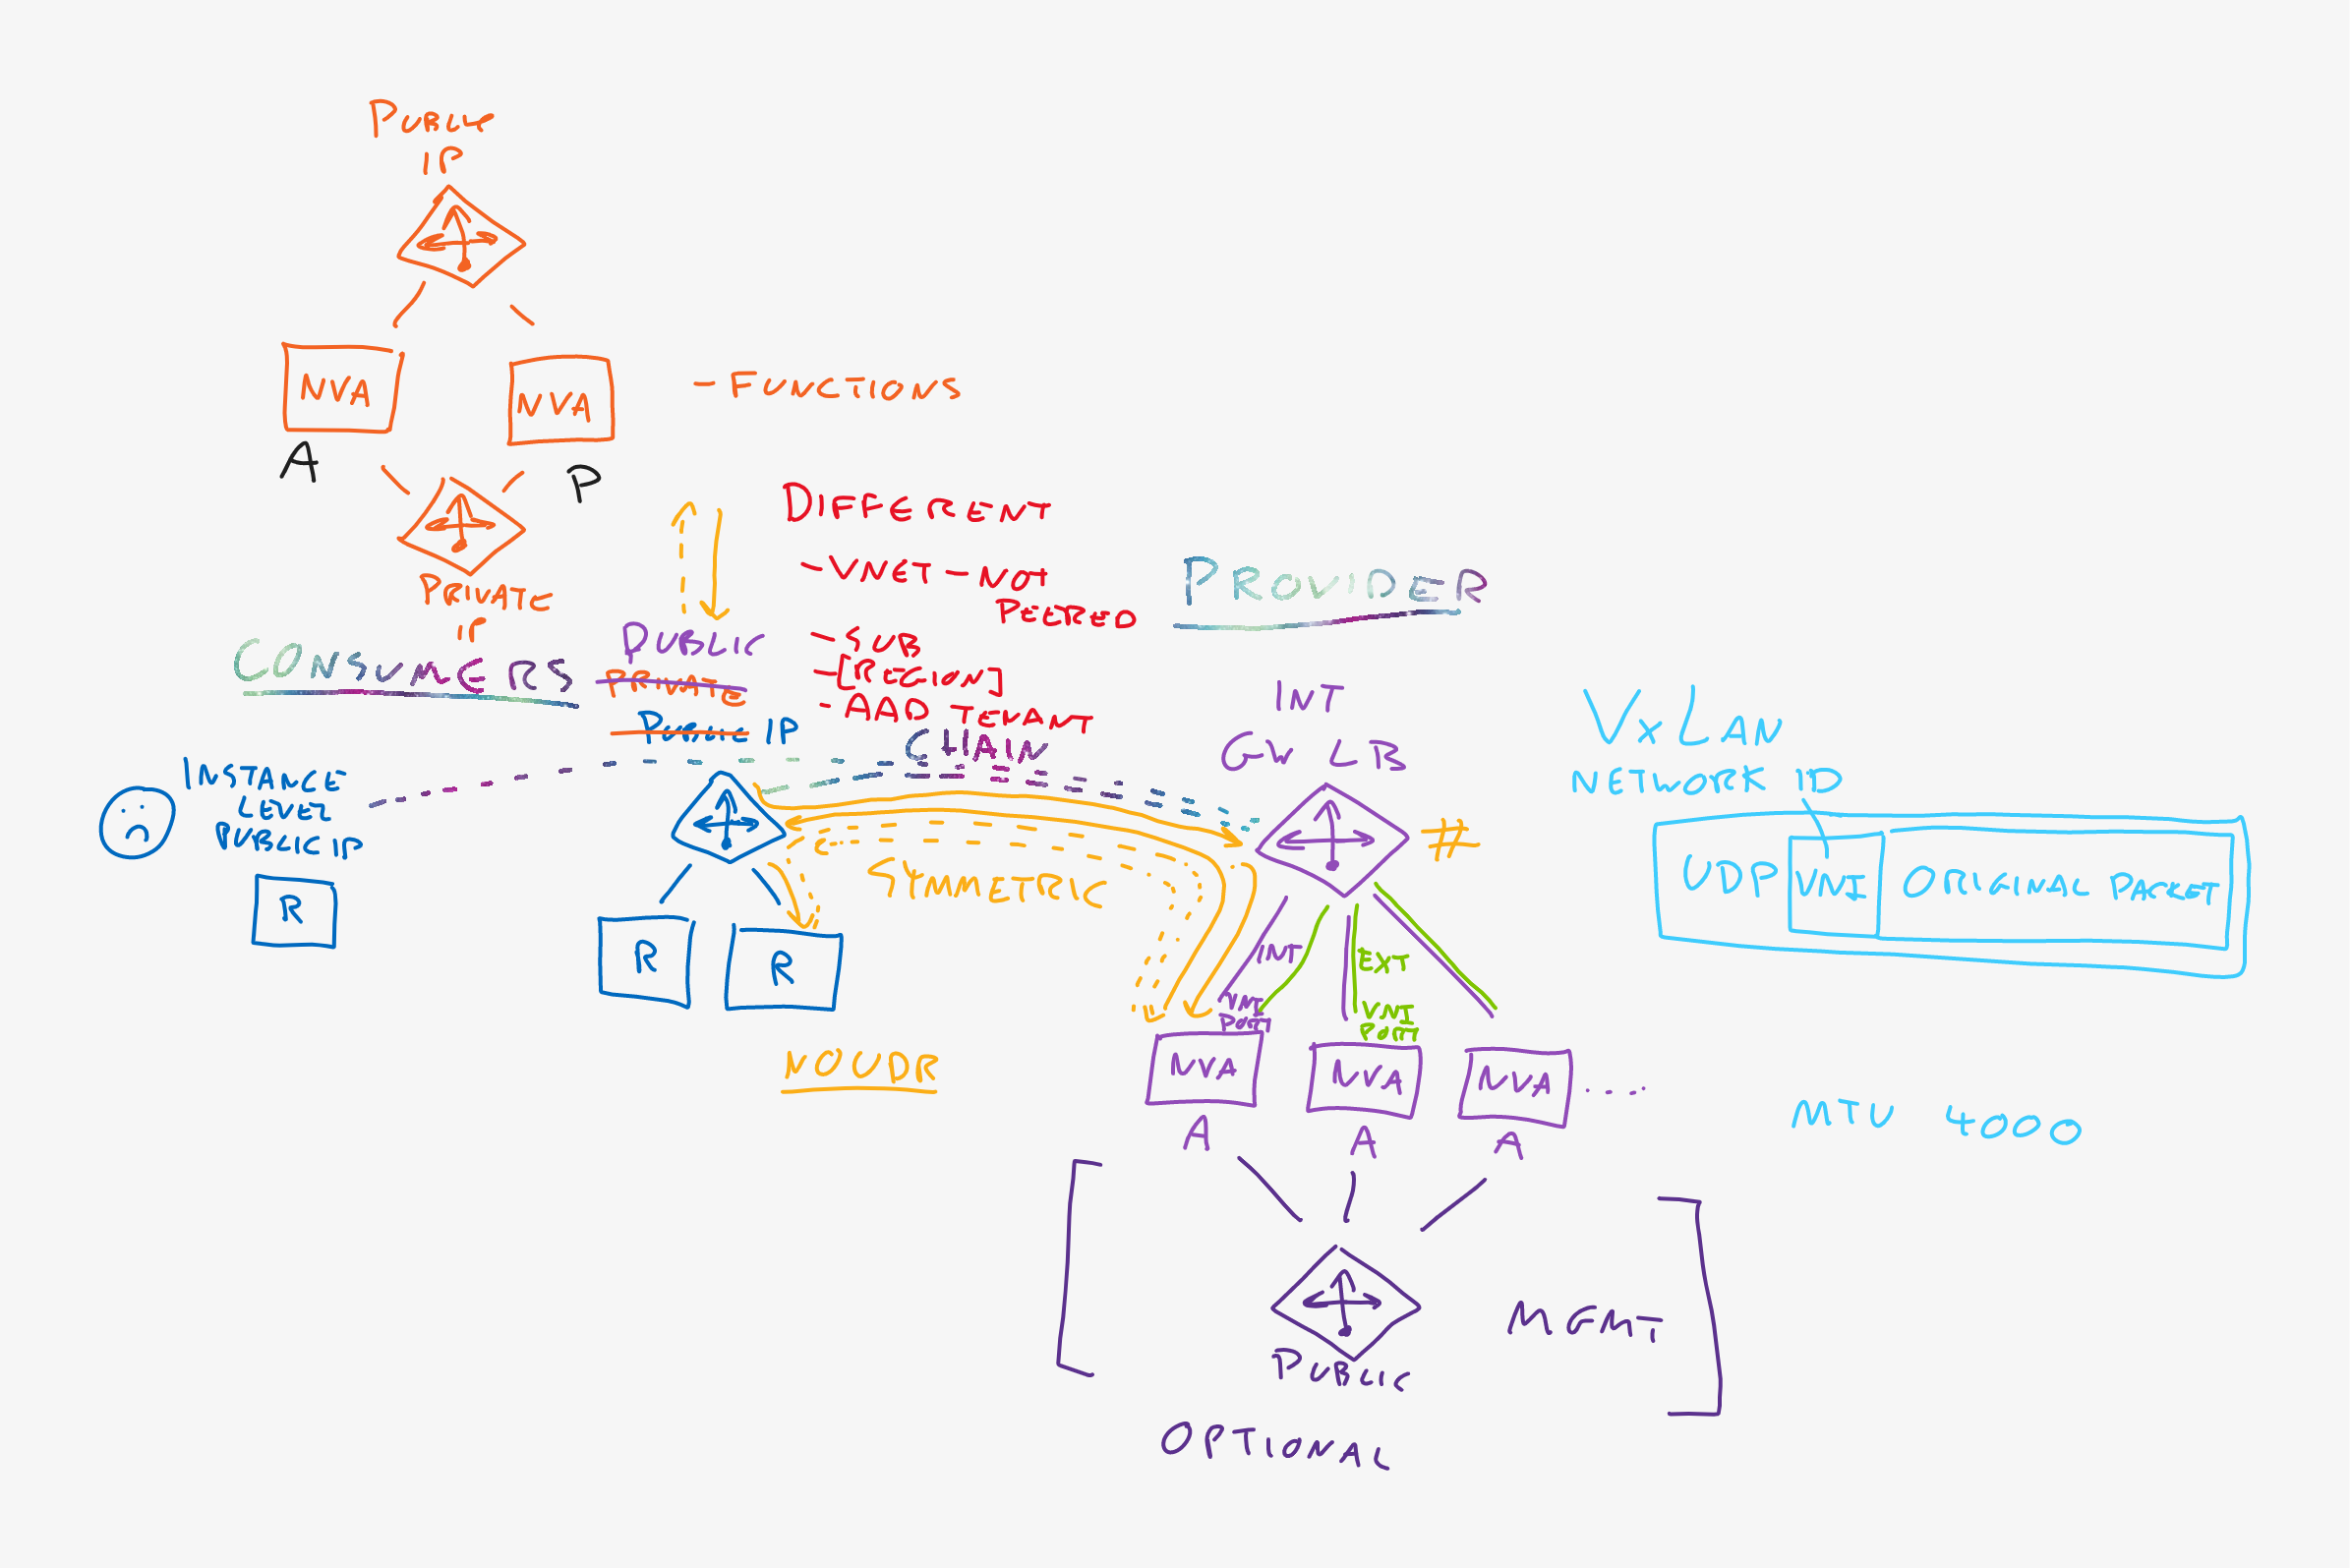 PUBLIC
IP
NVA
NVA
- FUNCTIONS
A
P
PRIVATE
IP
DIFFERENT
- VNET - NOT
PEERED
- SUB
- [REGION]
- AAD TENANT
PROVIDER
CONSUMERS
PUBLIC
PRIVATE
PUBLIC IP
CHAIN
INT
GW LB
#
VXLAN
NETWORK ID
UDP
VNI
ORIGINAL PACKET
INSTANCE
LEVEL
PUBLIC IP
R
R
R
SYMMETRIC
NO UDR
INT
VNI
PORT
EXT
VNI
PORT
NVA
NVA
NVA
....
A
A
A
MTU 4000
PUBLIC
MGMT
OPTIONAL